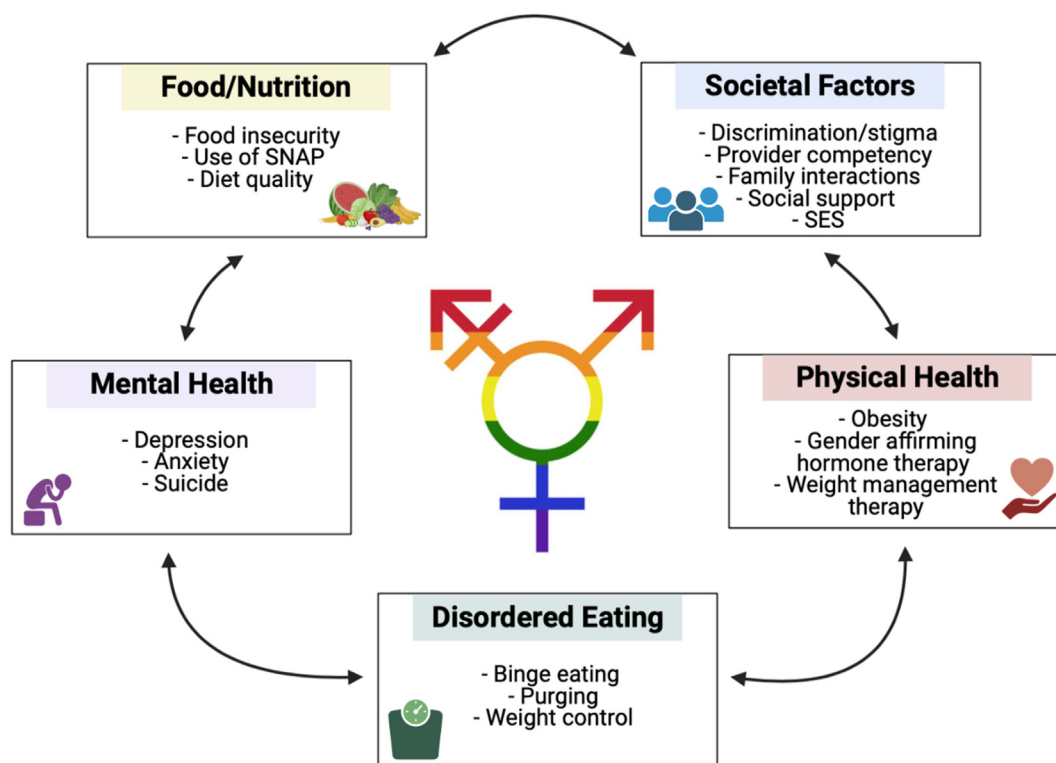 Food/Nutrition
- Food insecurity
- Use of SNAP
- Diet quality
Societal Factors
- Discrimination/stigma
- Provider competency
- Family interactions
- Social support
- SES
Mental Health
- Depression
- Anxiety
- Suicide
Physical Health
- Obesity
- Gender affirming
hormone therapy
- Weight management
therapy
Disordered Eating
- Binge eating
- Purging
- Weight control